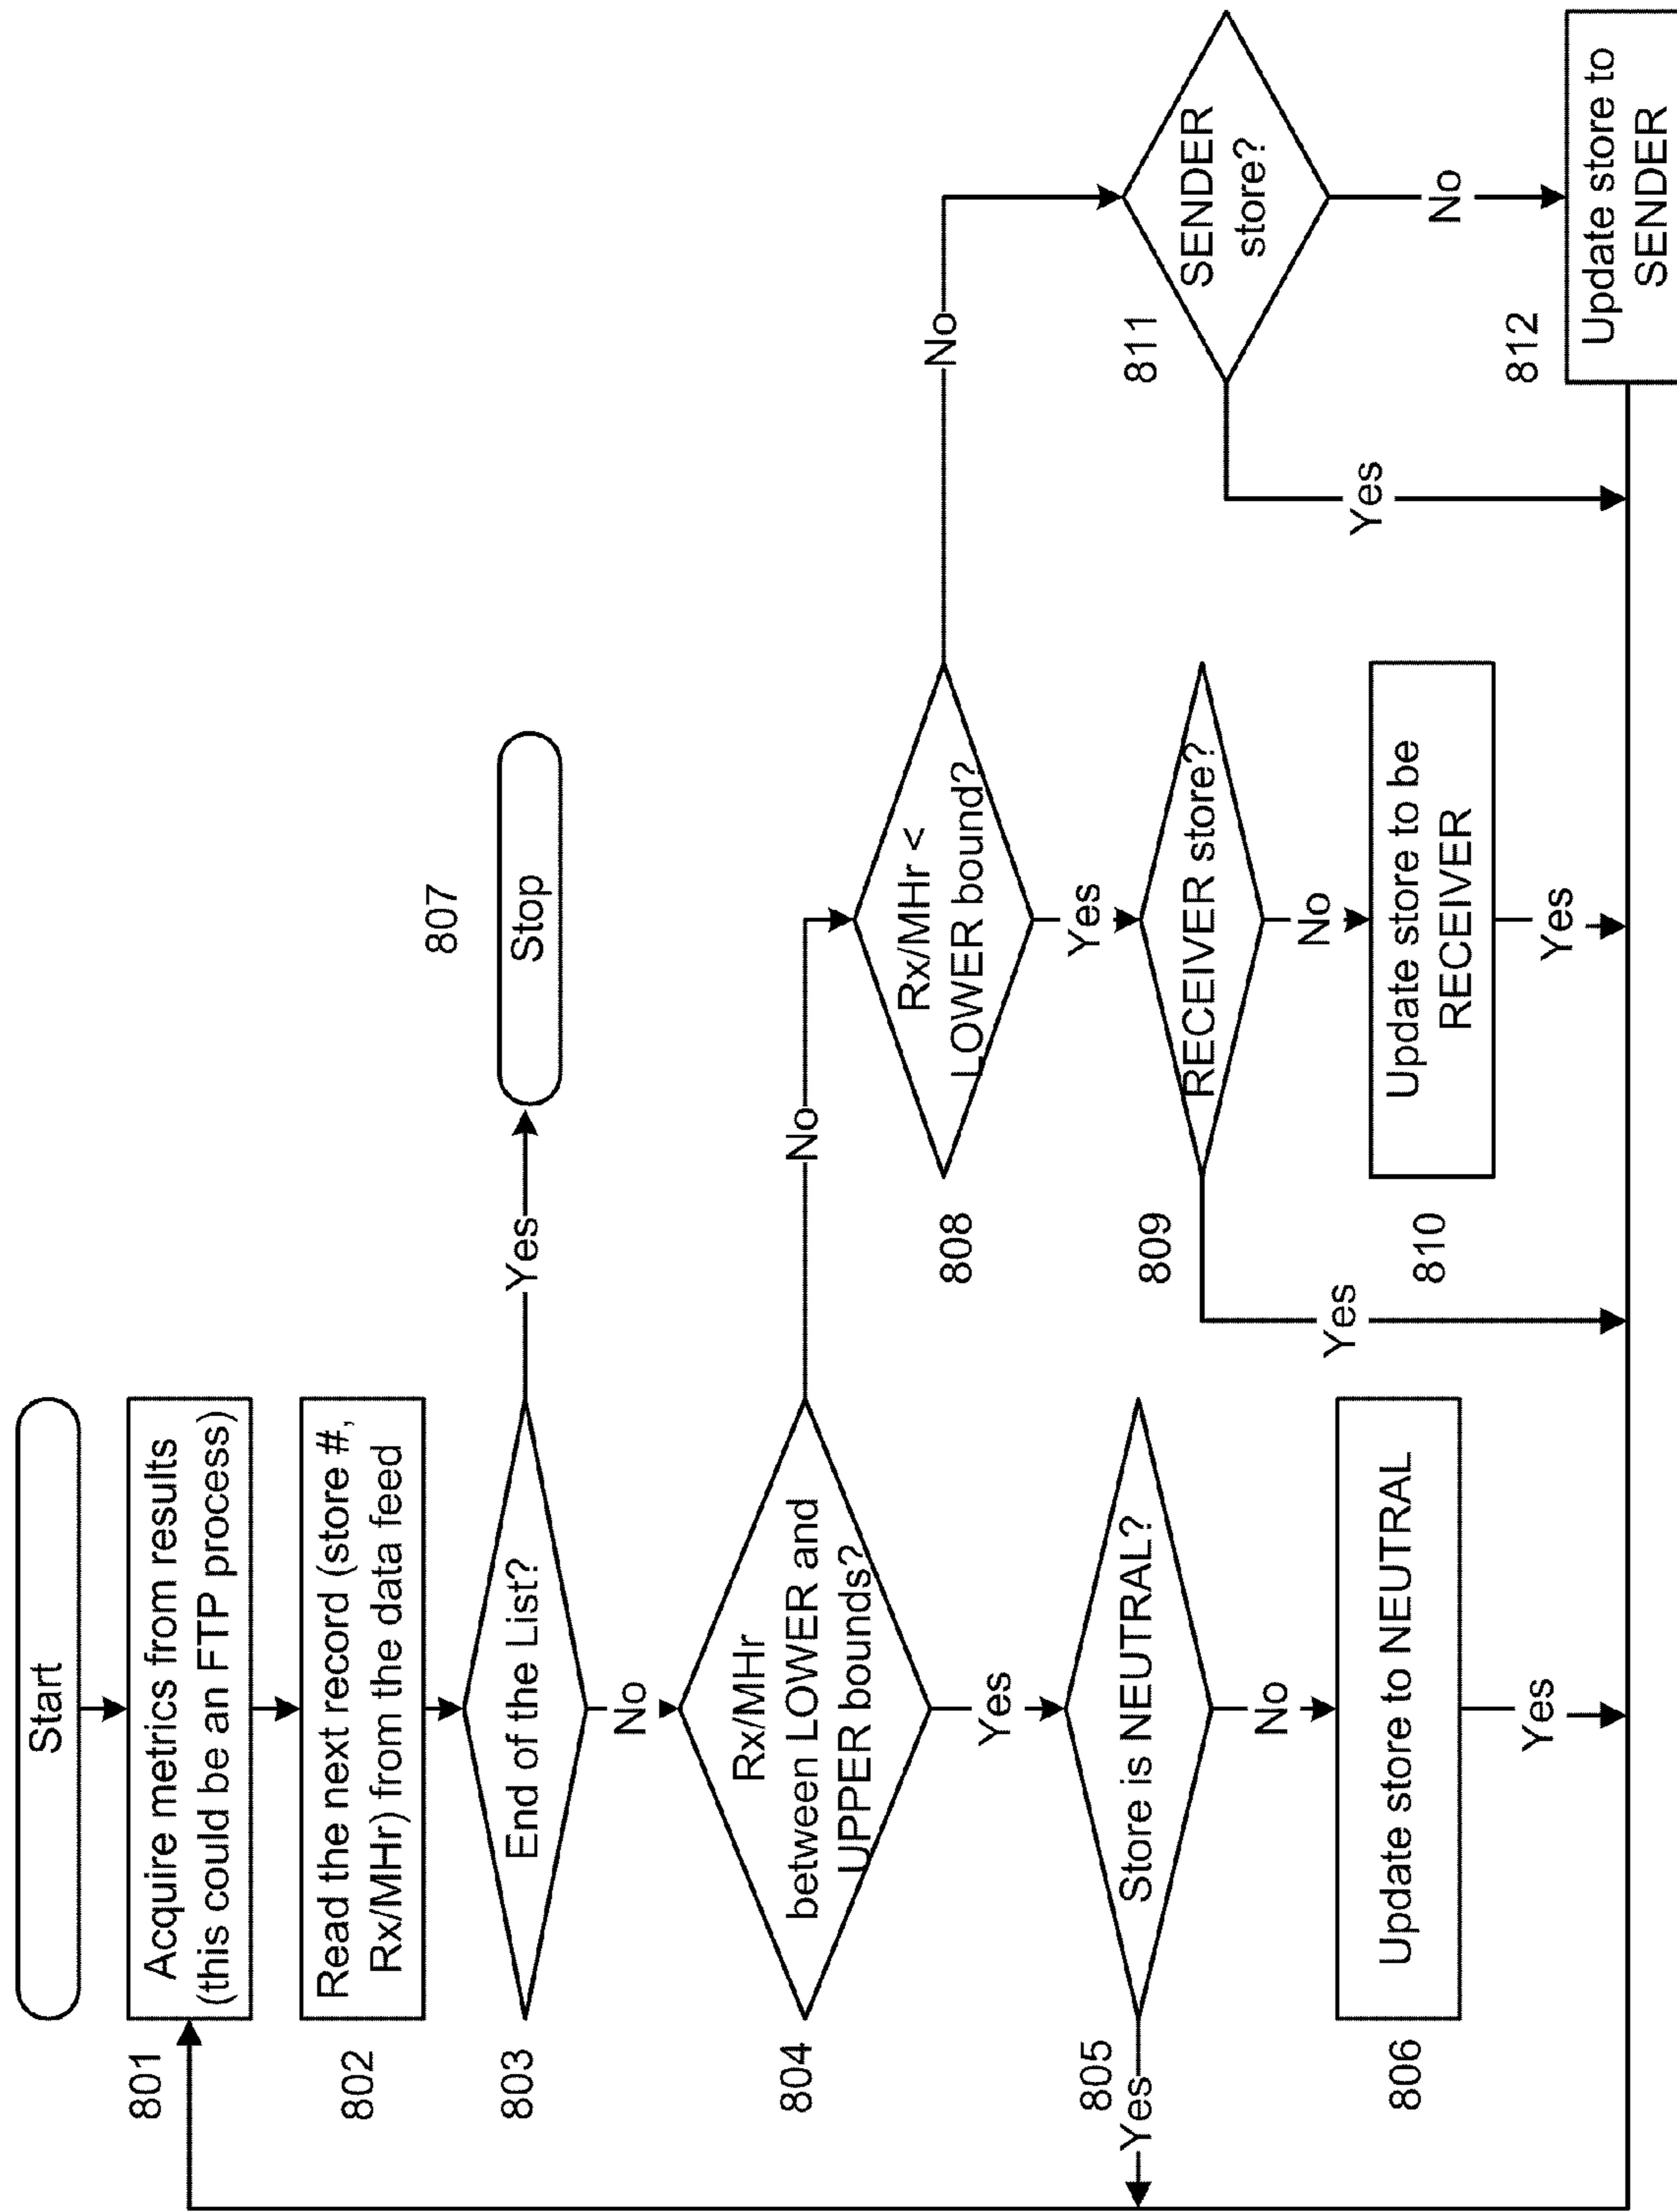 Start
801
Acquire metrics from results
(this could be an FTP process)
802
Read the next record (store #,
Rx/MHr) from the data feed
803
End of the List?
Yes
807
Stop
No
804
Rx/MHr
between LOWER and
UPPER bounds?
No
Yes
805
Store is NEUTRAL?
Yes
No
806
Update store to NEUTRAL
Yes
808
Rx/MHr <
LOWER bound?
No
Yes
809
RECEIVER store?
Yes
No
810
Update store to be
RECEIVER
Yes
811
SENDER
store?
Yes
No
812
Update store to
SENDER